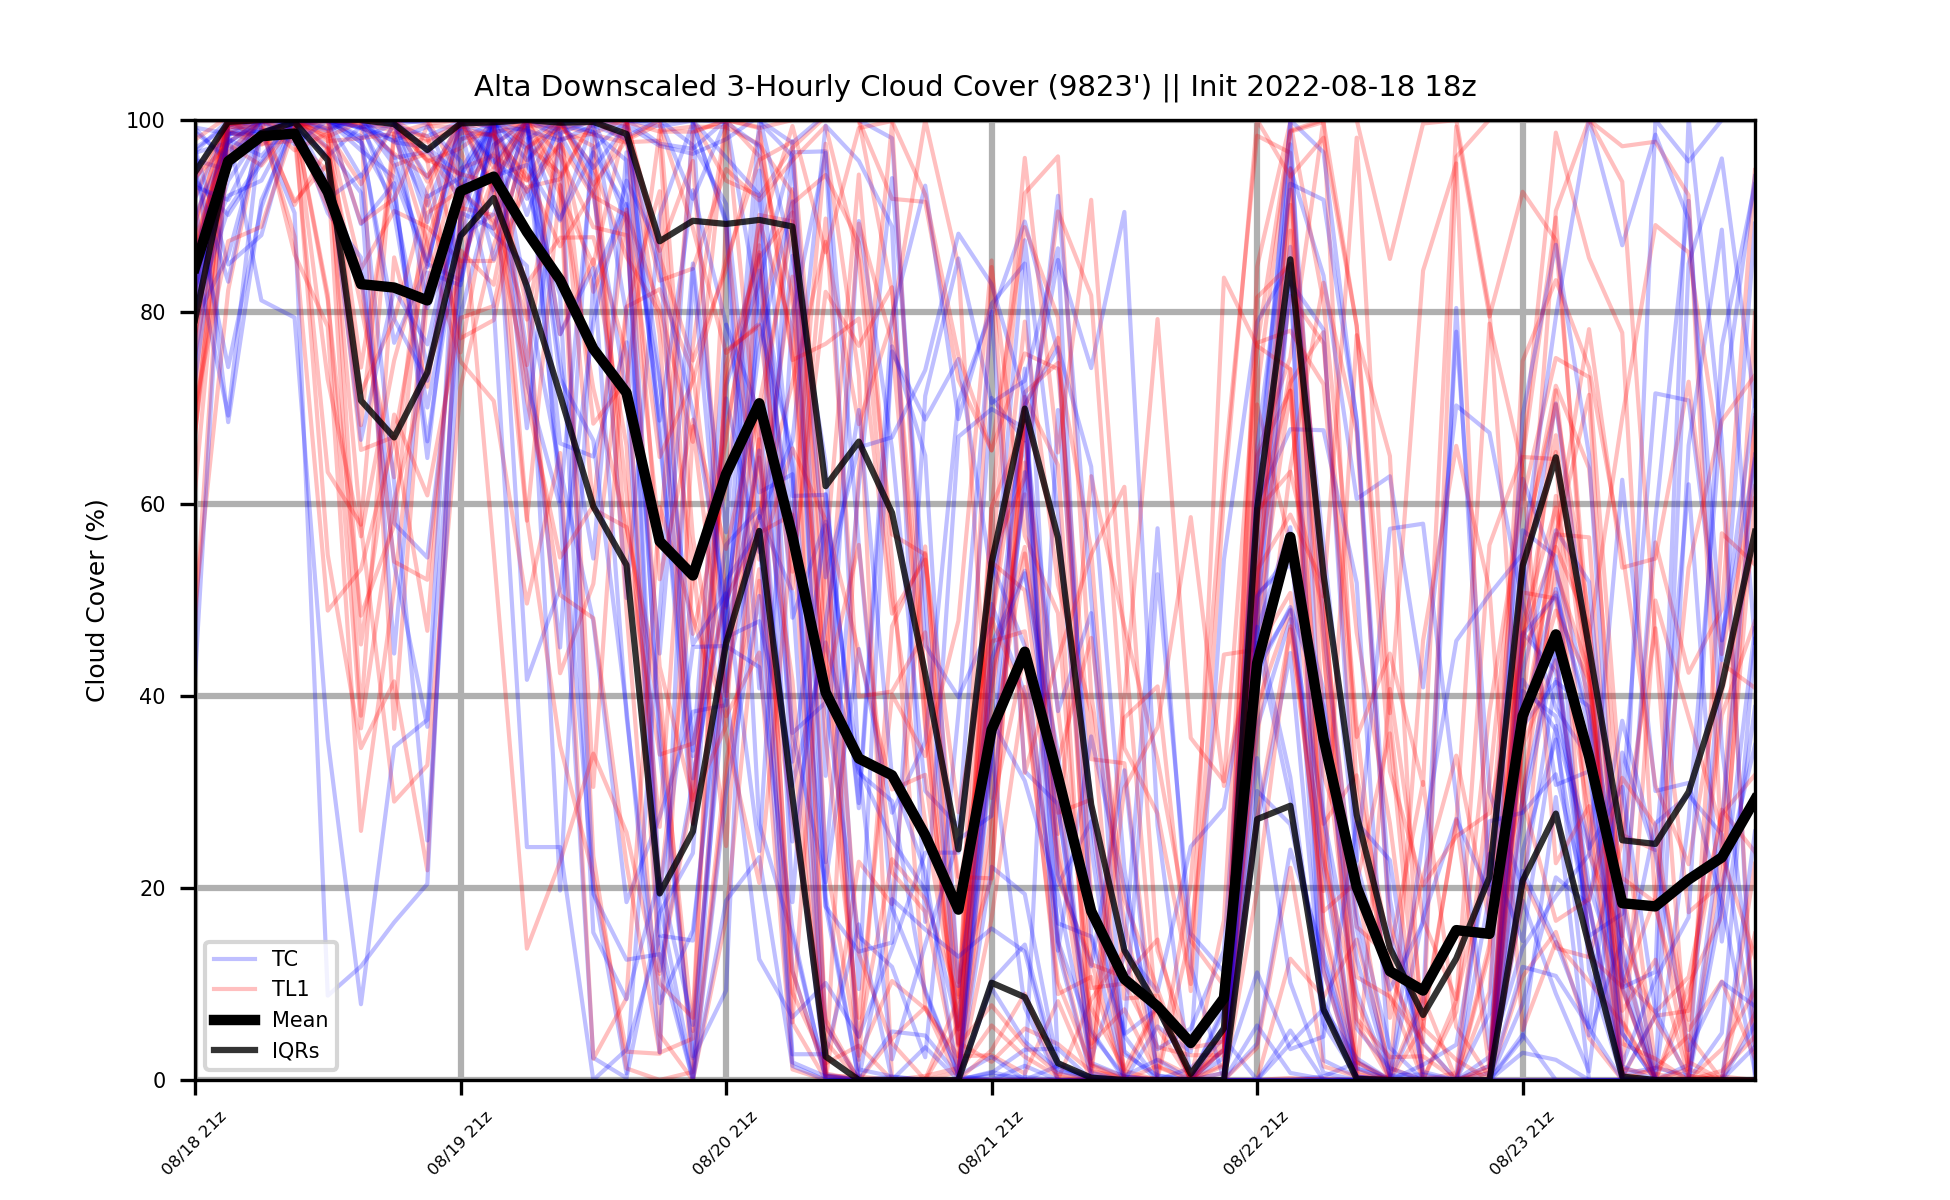 Alta Downscaled 3-Hourly Cloud Cover (9823') || Init 2022-08-18 18z
Cloud Cover (%)
100
80
60
40
20
0
TC
TL1
Mean
IQRs
08/18 21z
08/19 21z
08/20 21z
08/21 21z
08/22 21z
08/23 21z